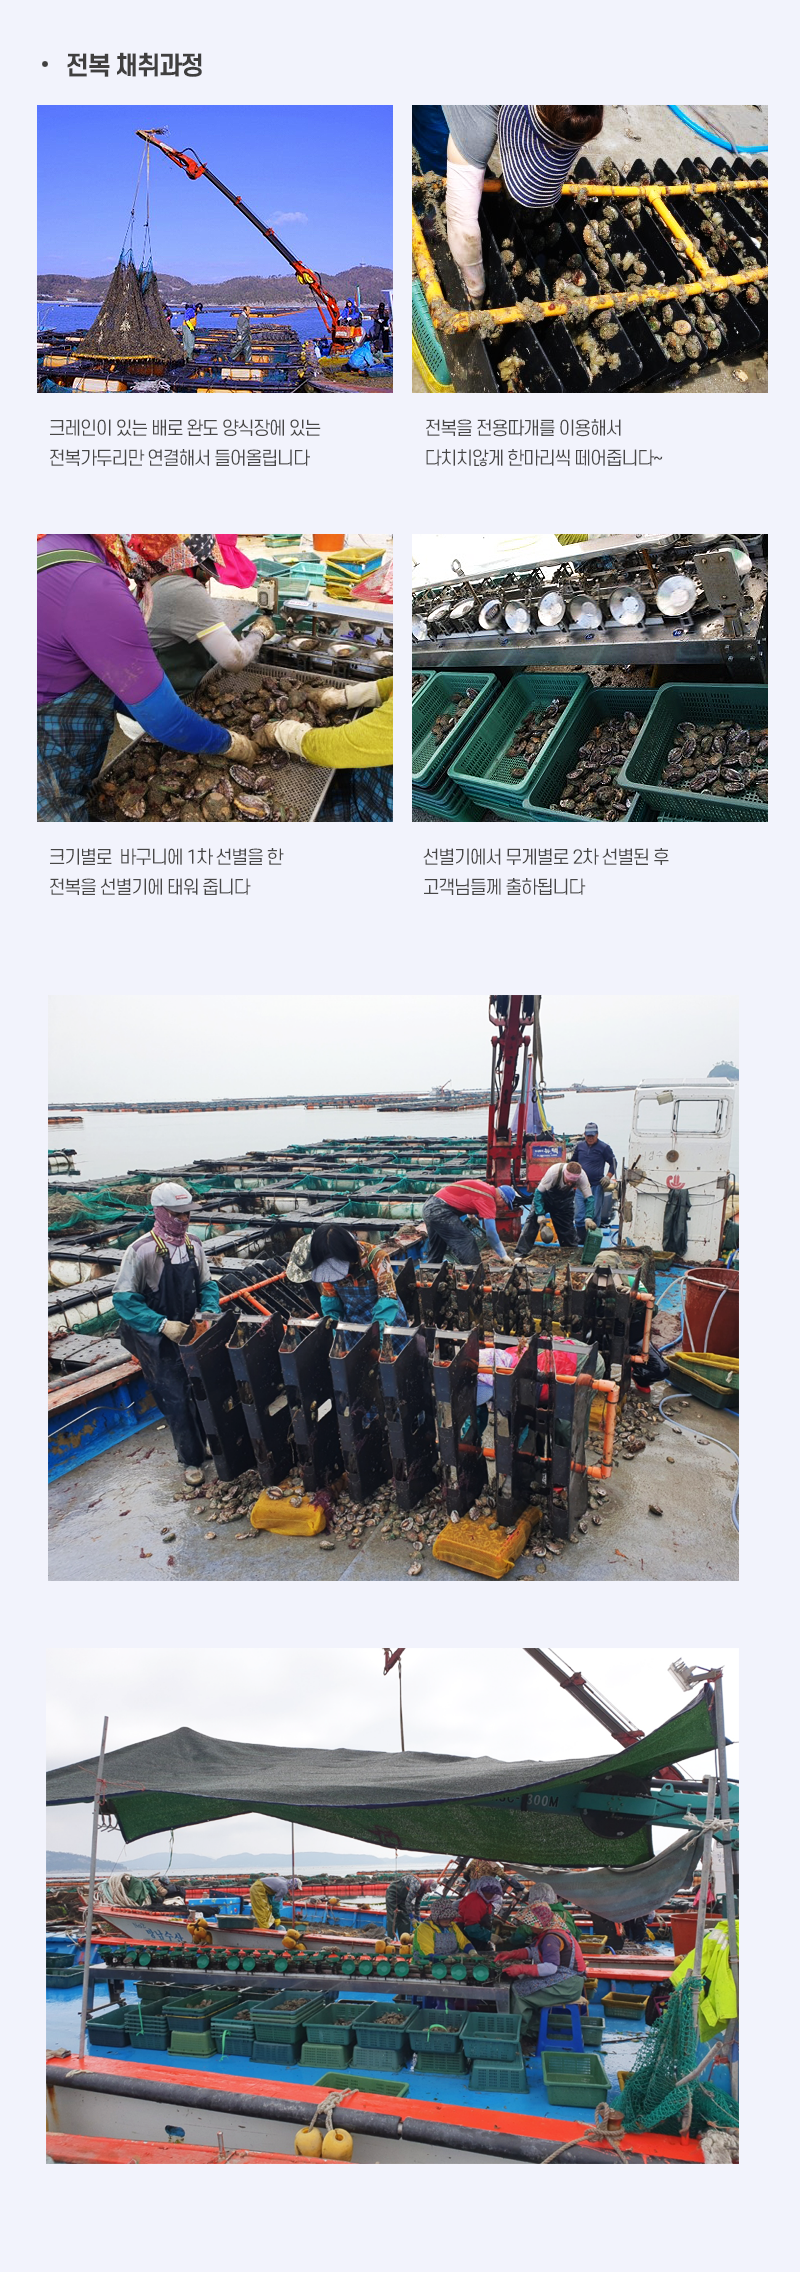 • 전복 채취과정
크레인이 있는 배로 완도 양식장에 있는
전복가두리만 연결해서 들어올립니다
전복을 전용따개를 이용해서
다치치않게 한마리씩 떼어줍니다~
크기별로 바구니에 1차 선별을 한
전복을 선별기에 태워 줍니다
선별기에서 무게별로 2차 선별된 후
고객님들께 출하됩니다